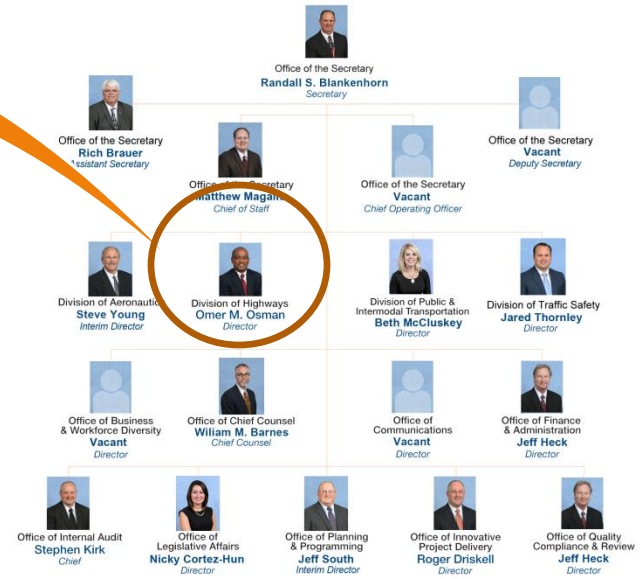 Office of the Secretary
Randall S. Blankenhorn
Secretary
Office of the Secretary
Rich Brauer
Assistant Secretary
Office of the Secretary
Vacant
Deputy Secretary
Office of the Secretary
Matthew
Chief of Staff
Office of the Secretary
Vacant
Chief Operating Officer
Division of
Steve Young
Interim Director
Division of Highways
Omer M. Osman
Director
Division of Public &
Intermodal Transportation
Beth McCluskey
Director
Division of Traffic Safety
Jared Thornley
Director
Office of Business
& Workforce Diversity
Vacant
Director
Office of Chief Counsel
Wiliam M. Barnes
Chief Counsel
Office of
Communications
Vacant
Director
Office of Finance
& Administration
Jeff Heck
Director
Office of Internal Audit
Stephen Kirk
Chief
Office of
Legislative Affairs
Nicky Cortez-Hun
Director
Office of Planning
& Programming
Jeff South
Interim Director
Office of Innovative
Project Delivery
Roger Driskell
Director
Office of Quality
Compliance & Review
Jeff Heck
Director